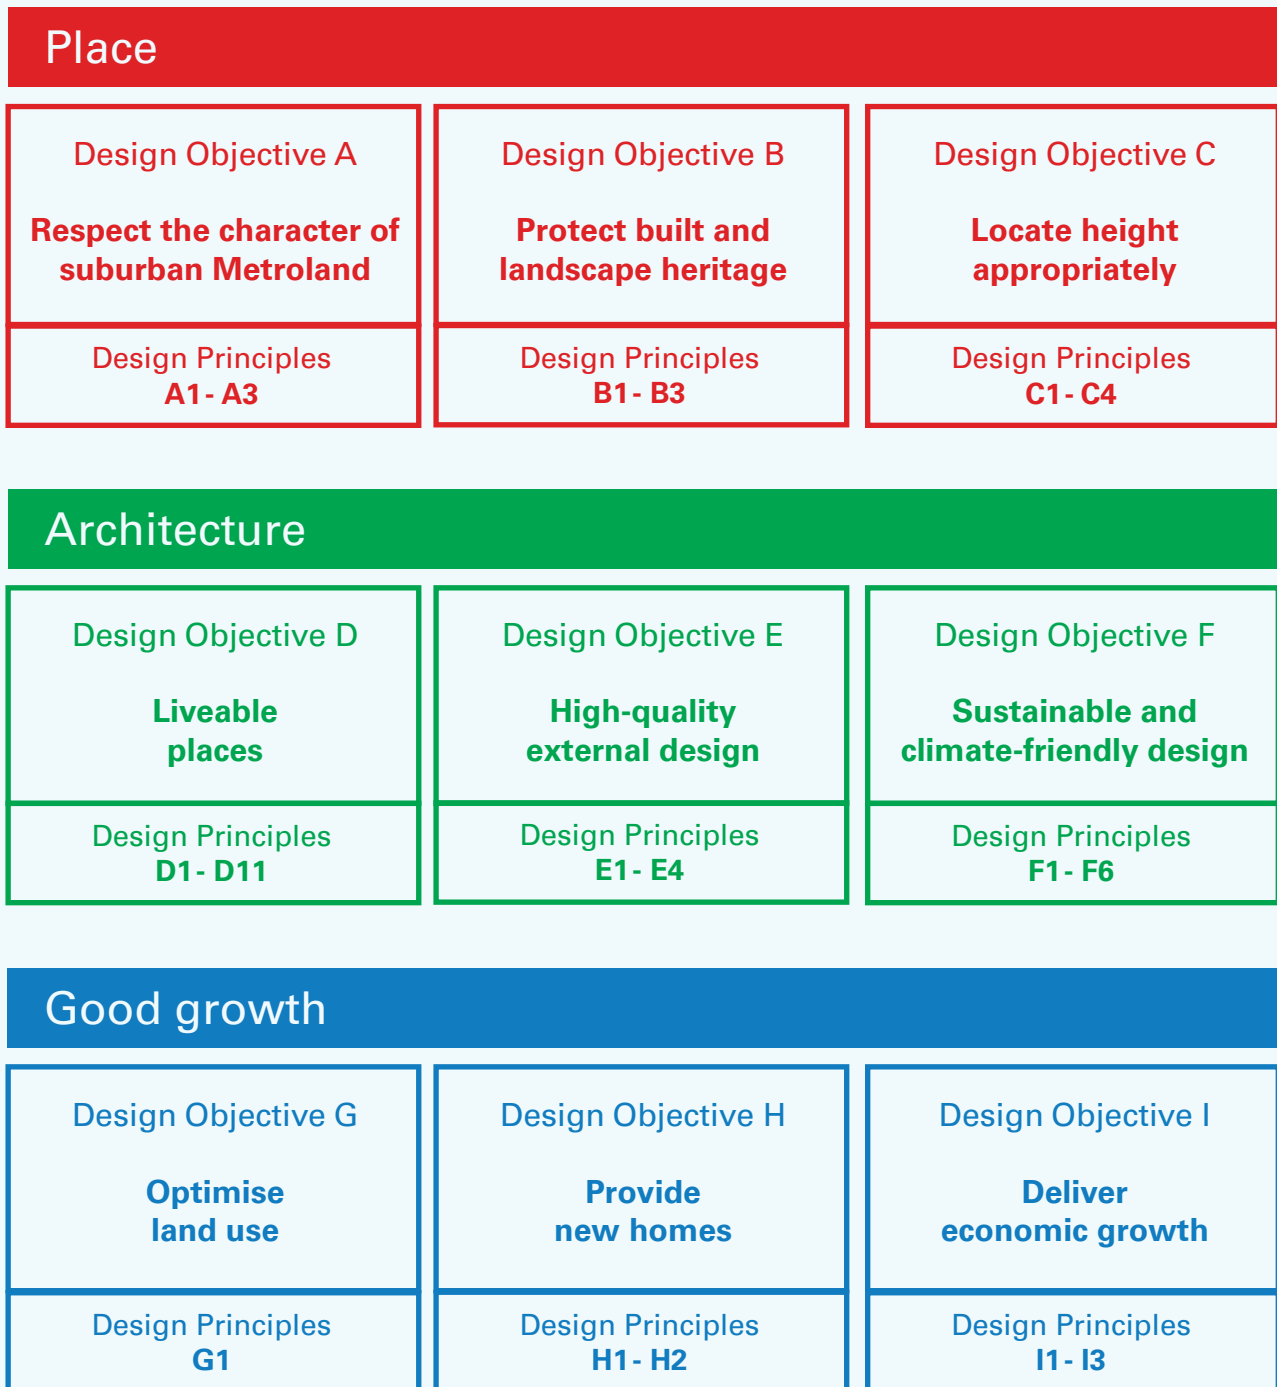 Place
Design Objective A
Respect the character of
suburban Metroland
Design Principles
A1- A3
Design Objective B
Protect built and
landscape heritage
Design Principles
B1- B3
Design Objective C
Locate height
appropriately
Design Principles
C1- C4
Architecture
Design Objective D
Liveable
places
Design Principles
D1- D11
Design Objective E
High-quality
external design
Design Principles
E1- E4
Design Objective F
Sustainable and
climate-friendly design
Design Principles
F1- F6
Good growth
Design Objective G
Optimise
land use
Design Principles
G1
Design Objective H
Provide
new homes
Design Principles
H1- H2
Design Objective I
Deliver
economic growth
Design Principles
I1- I3